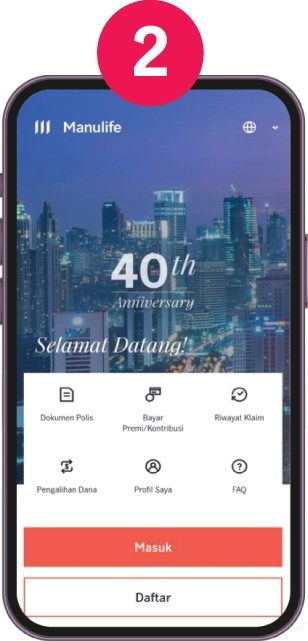 2
Manulife
40th
Anniversary
Selamat Datang!
Dokumen Polis
Bayar
Premi/Kontribusi
Riwayat Klaim
Pengalihan Dana
Profil Saya
FAQ
Masuk
Daftar